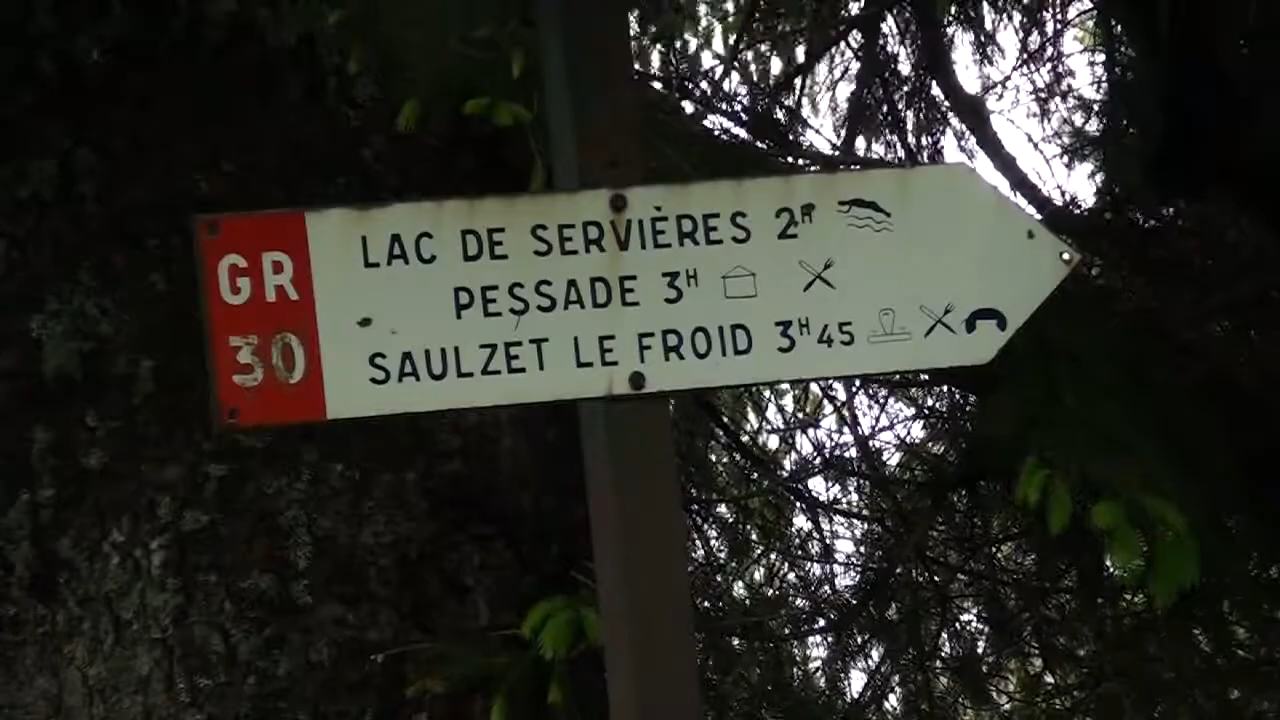 GR
30
LAC DE SERVIÈRES 2H
PESSADE 3H
SAULZET LE FROID 3H45